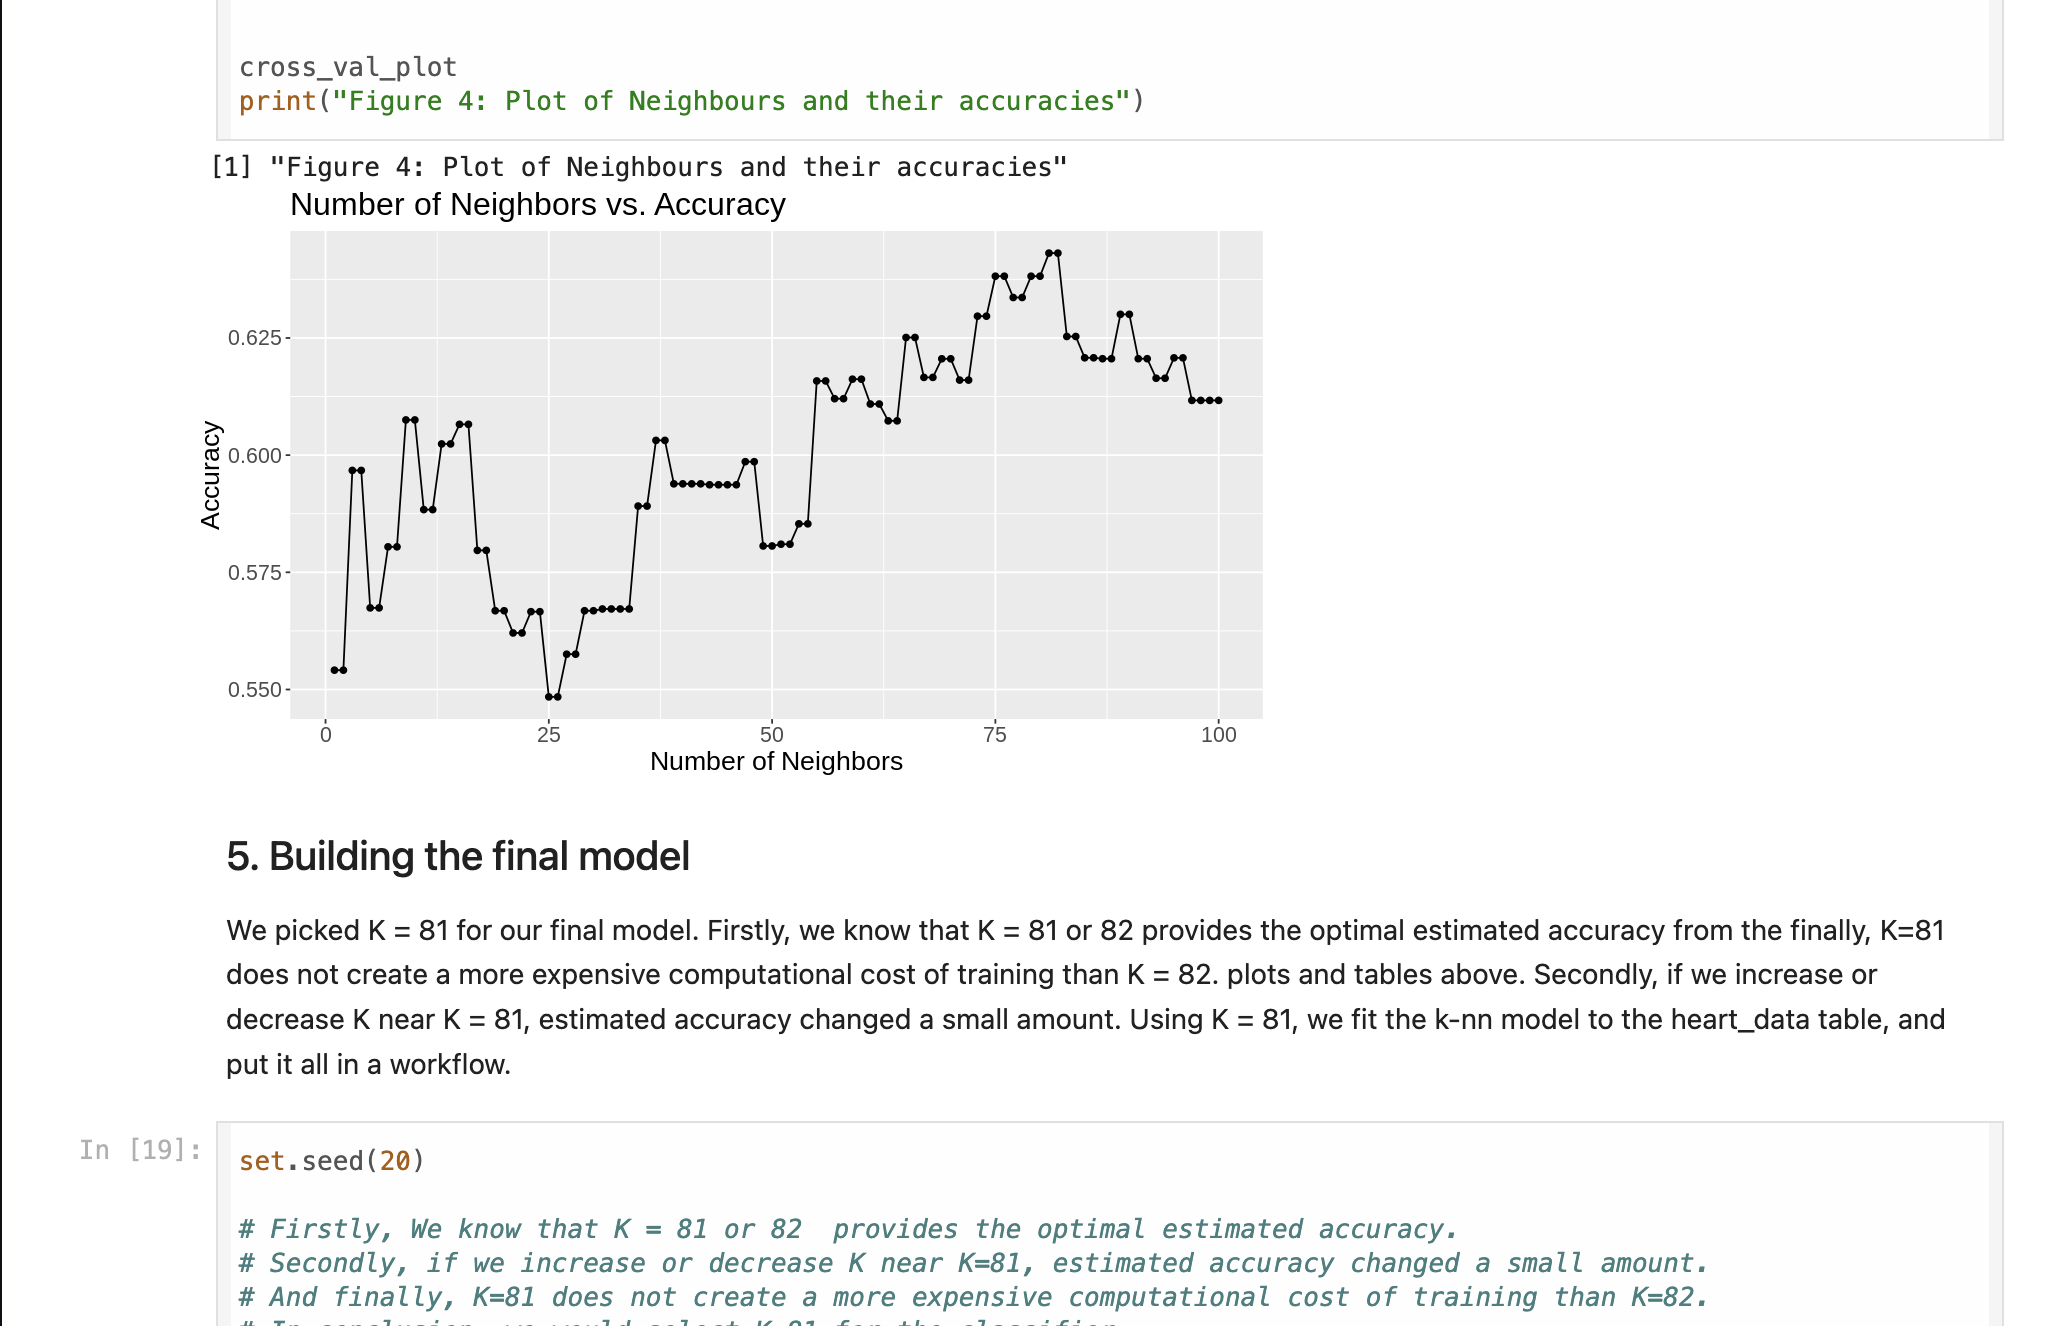 cross_val_plot
print("Figure 4: Plot of Neighbours and their accuracies")
[1] "Figure 4: Plot of Neighbours and their accuracies"
Number of Neighbors vs. Accuracy
Accuracy
0.625
0.600
0.575
0.550
0 25 50 75 100
Number of Neighbors
5. Building the final model
We picked K = 81 for our final model. Firstly, we know that K = 81 or 82 provides the optimal estimated accuracy from the finally, K=81
does not create a more expensive computational cost of training than K = 82. plots and tables above. Secondly, if we increase or
decrease K near K = 81, estimated accuracy changed a small amount. Using K = 81, we fit the k-nn model to the heart_data table, and
put it all in a workflow.
In [19]:
set.seed(20)
# Firstly, We know that K = 81 or 82  provides the optimal estimated accuracy.
# Secondly, if we increase or decrease K near K=81, estimated accuracy changed a small amount.
# And finally, K=81 does not create a more expensive computational cost of training than K=82.